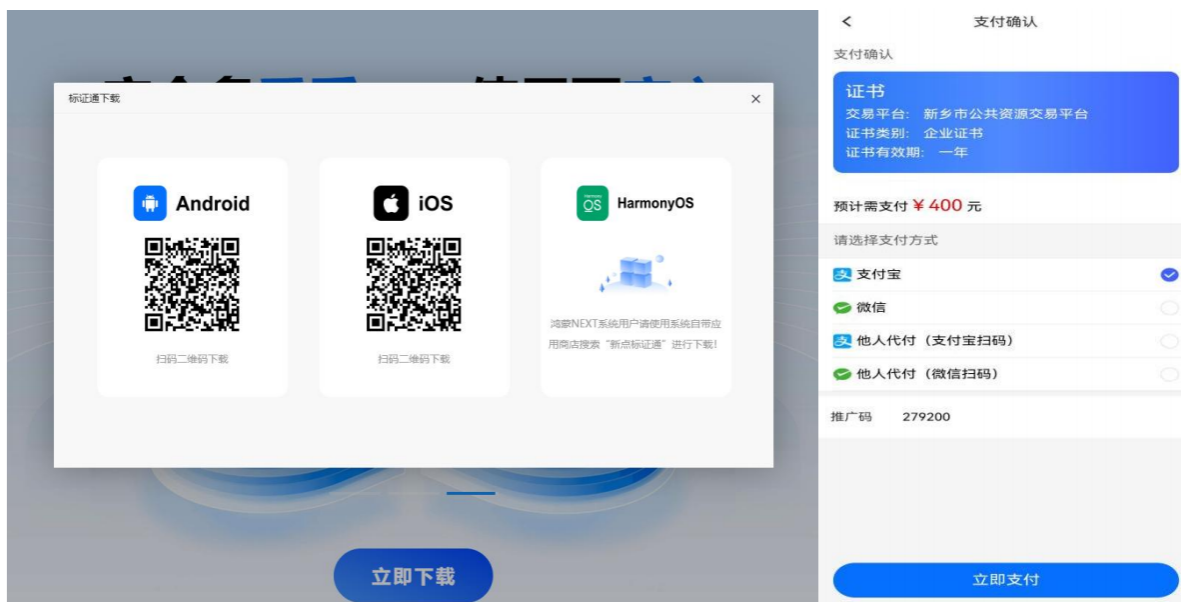 标证通下载
Android
扫码二维码下载
iOS
扫码二维码下载
HarmonyOS
鸿蒙NEXT系统用户请使用系统自带应
用商店搜索“新点标证通”进行下载!
立即下载
支付确认
支付确认
证书
交易平台: 新乡市公共资源交易平台
证书类别: 企业证书
证书有效期: 一年
预计需支付 ¥ 400 元
请选择支付方式
支付宝
微信
他人代付（支付宝扫码）
他人代付（微信扫码）
推广码 279200
立即支付